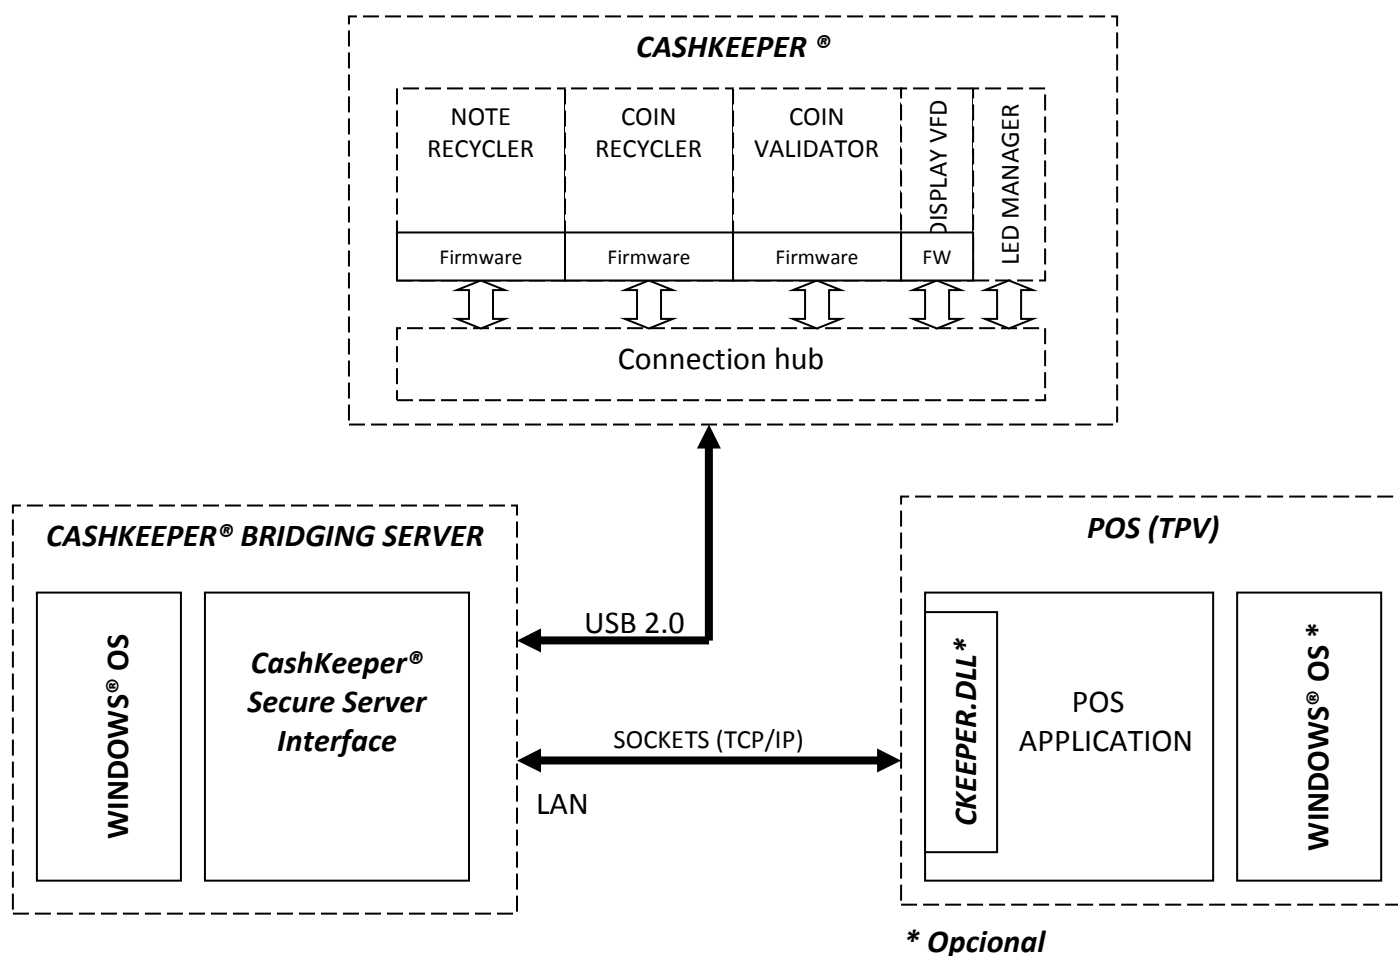 CASHKEEPER ®
NOTE
RECYCLER
COIN
RECYCLER
COIN
VALIDATOR
DISPLAY VFD
LED MANAGER
Firmware
Firmware
Firmware
FW
Connection hub
CASHKEEPER® BRIDGING SERVER
WINDOWS® OS
CashKeeper®
Secure Server
Interface
USB 2.0
SOCKETS (TCP/IP)
LAN
POS (TPV)
CKEEPER.DLL*
POS
APPLICATION
WINDOWS® OS *
* Opcional